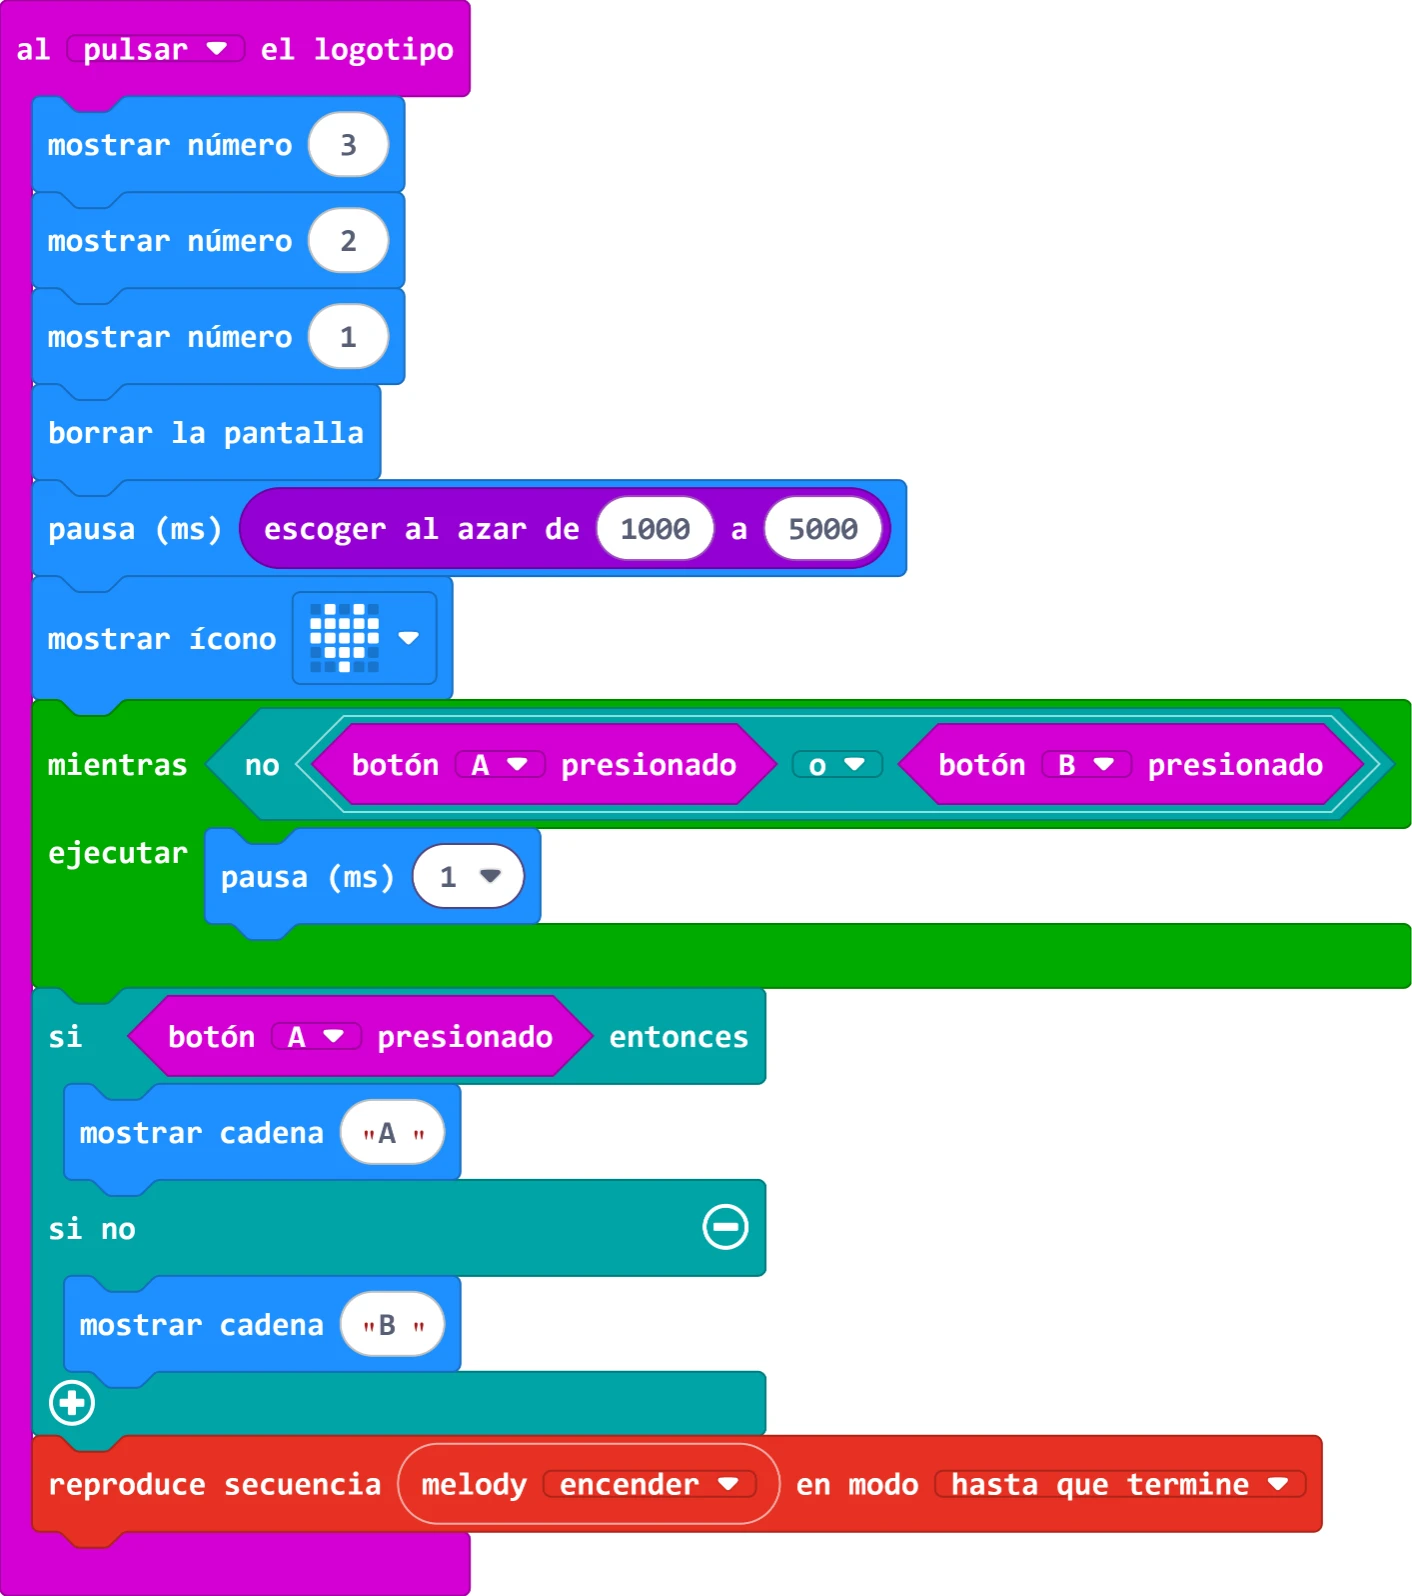 al pulsar el logotipo
mostrar número 3
mostrar número 2
mostrar número 1
borrar la pantalla
pausa (ms) escoger al azar de 1000 a 5000
mostrar ícono
mientras no botón A presionado o botón B presionado
ejecutar pausa (ms) 1
si botón A presionado entonces
mostrar cadena "A "
si no
mostrar cadena "B "
reproduce secuencia melody encender en modo hasta que termine